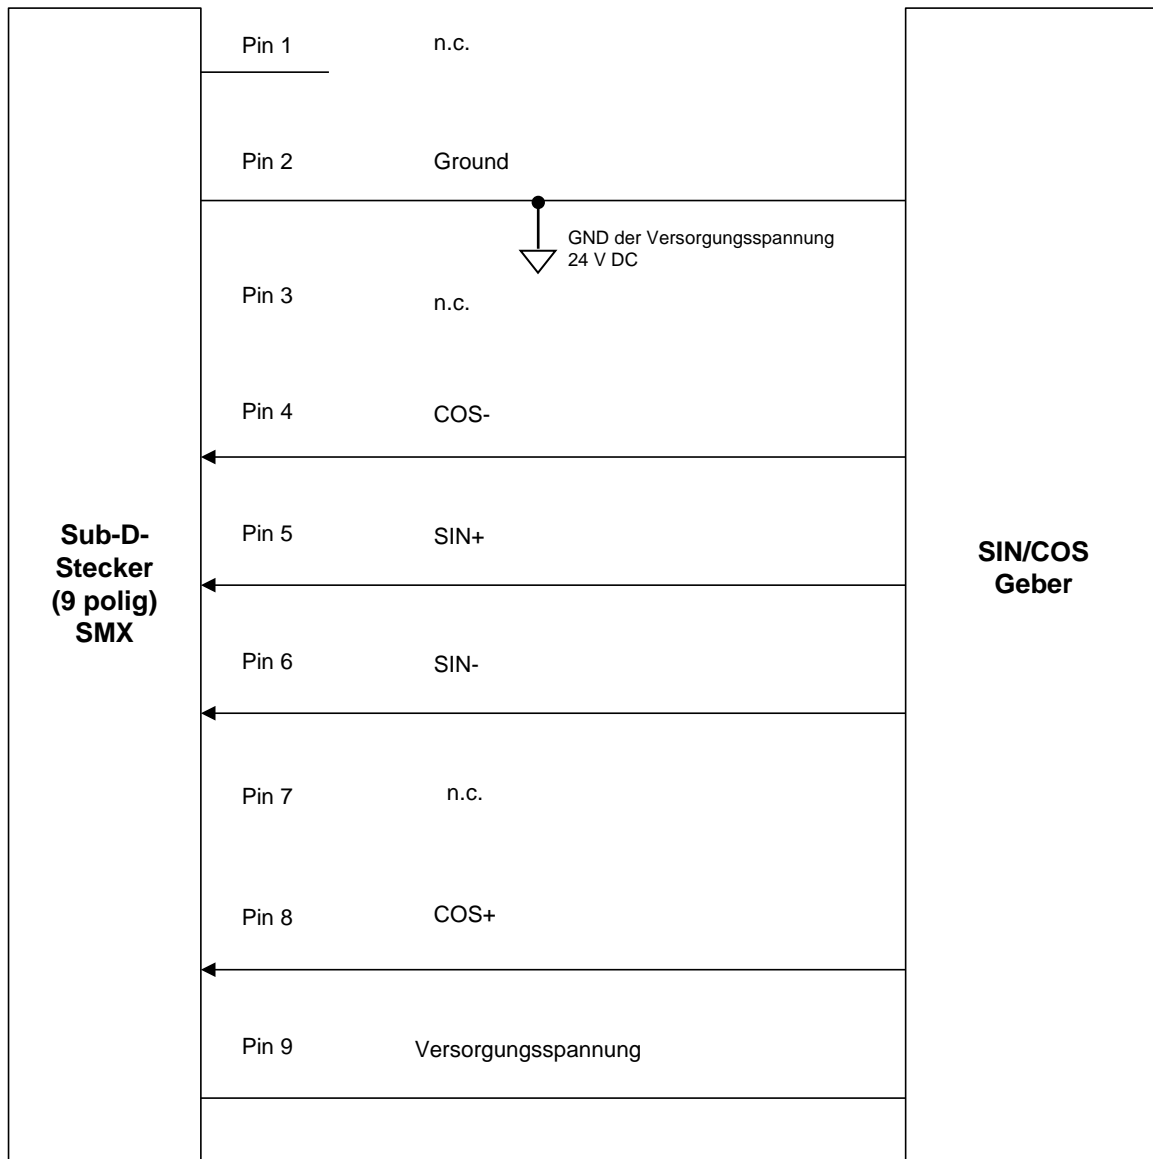 Pin 1
n.c.
Pin 2
Ground
GND der Versorgungsspannung
24 V DC
Pin 3
n.c.
Pin 4
COS-
Pin 5
SIN+
Sub-D-
Stecker
(9 polig)
SMX
SIN/COS
Geber
Pin 6
SIN-
Pin 7
n.c.
Pin 8
COS+
Pin 9
Versorgungsspannung